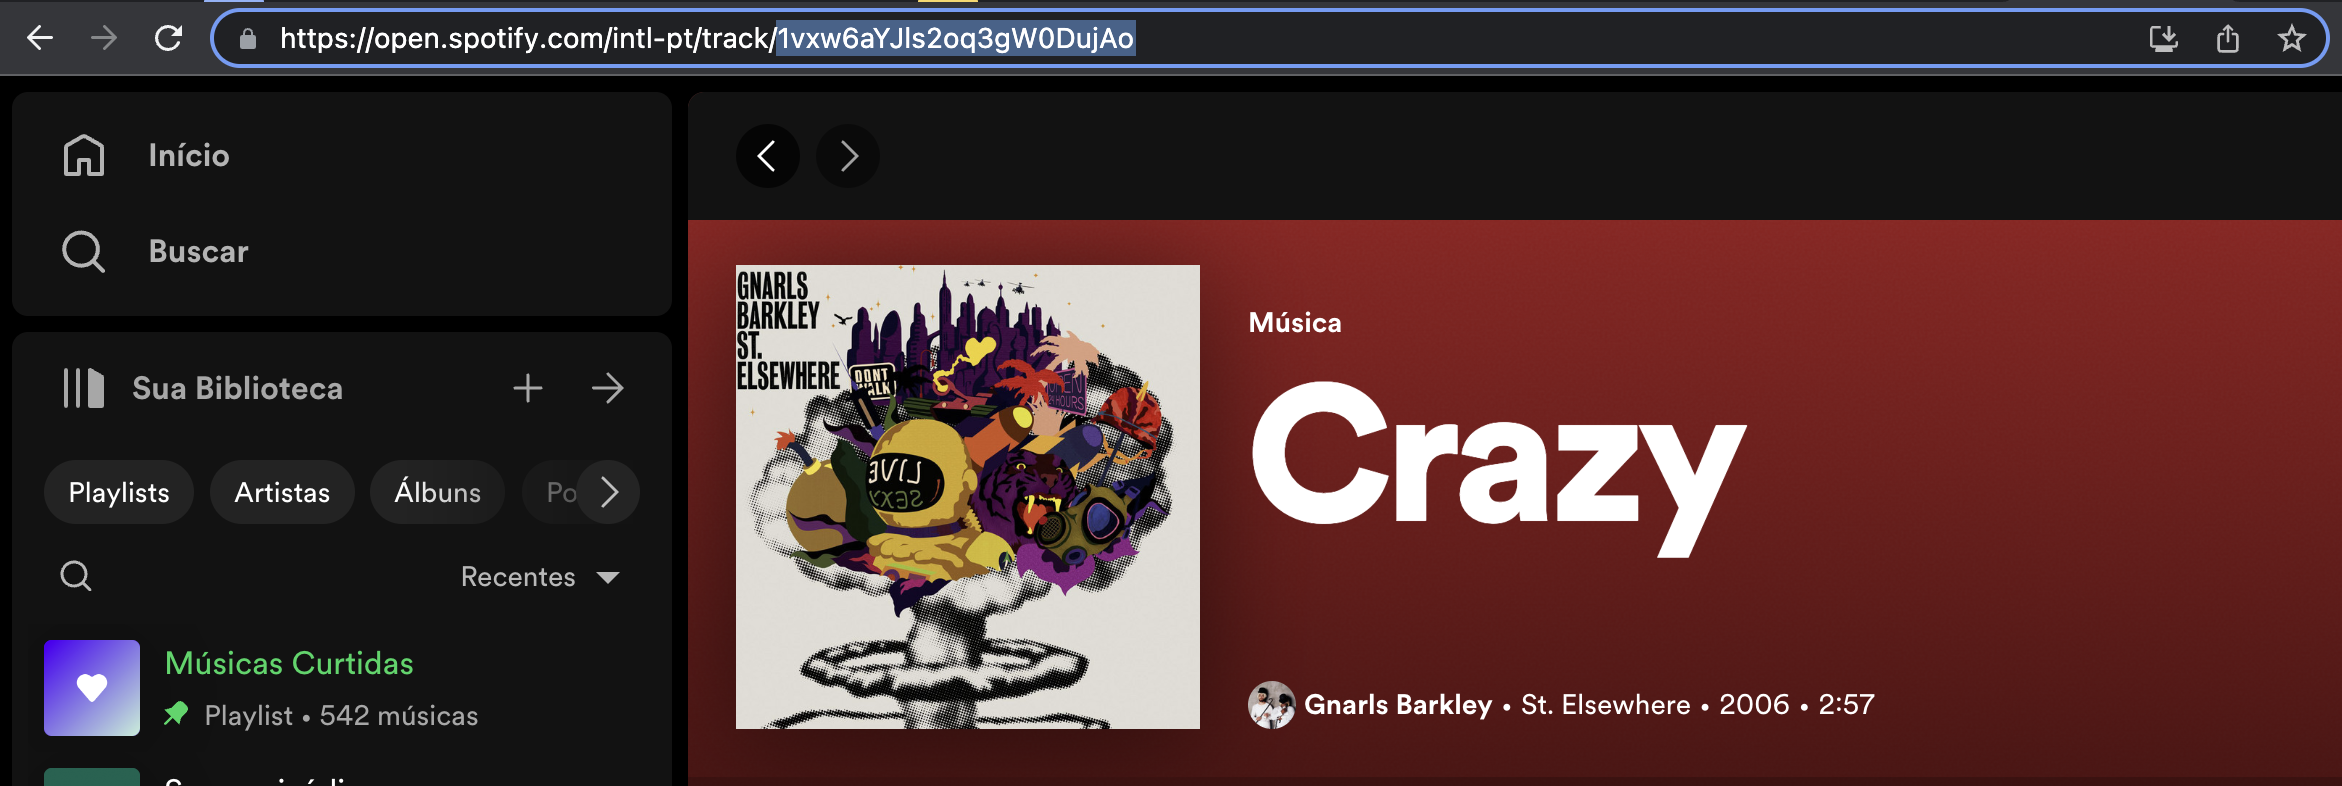 https://open.spotify.com/intl-pt/track/1vxw6aYJls2oq3gW0DujAo
Início
Buscar
Sua Biblioteca
Playlists
Artistas
Álbuns
Po
Recentes
Músicas Curtidas
Playlist • 542 músicas
GNARLS
BARKLEY
ST.
ELSEWHERE
DONT
WALK
OPEN
24 HOURS
LIVE
SEXY
Música
Crazy
Gnarls Barkley • St. Elsewhere • 2006 • 2:57